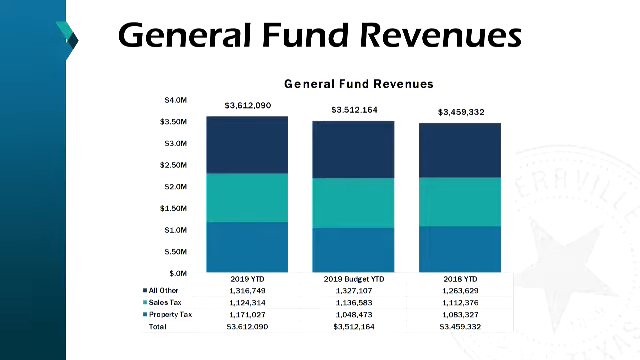 General Fund Revenues
General Fund Revenues
$4.0M
$3.50M
$3.0M
$2.50M
$2.0M
$1.50M
$1.0M
$.50M
$.0M
$3,612,090 $3,512,164 $3,459,332
2019 YTD 2019 Budget YTD 2018 YTD
All Other 1,316,749 1,327,107 1,263,629
Sales Tax 1,124,314 1,136,583 1,112,376
Property Tax 1,171,027 1,048,473 1,083,327
Total $3,612,090 $3,512,164 $3,459,332